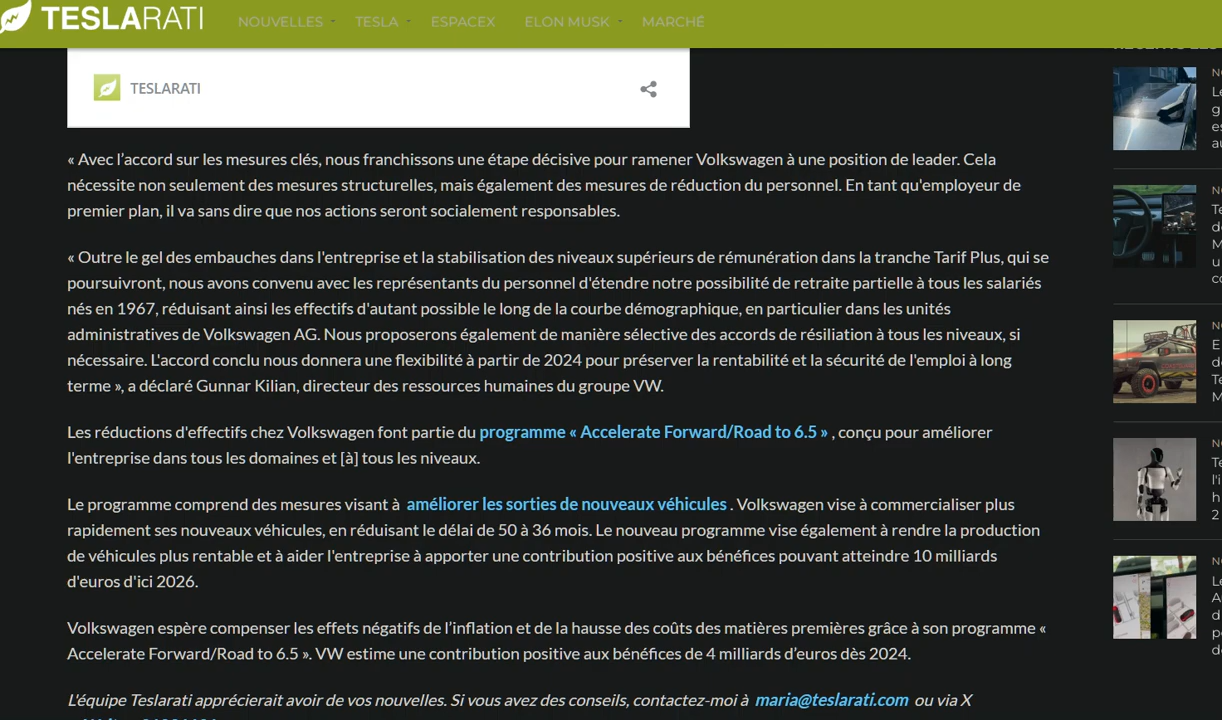 TESLARATI
NOUVELLES
TESLA
ESPACEX
ELON MUSK
MARCHÉ
TESLARATI
« Avec l’accord sur les mesures clés, nous franchissons une étape décisive pour ramener Volkswagen à une position de leader. Cela
nécessite non seulement des mesures structurelles, mais également des mesures de réduction du personnel. En tant qu'employeur de
premier plan, il va sans dire que nos actions seront socialement responsables.
« Outre le gel des embauches dans l'entreprise et la stabilisation des niveaux supérieurs de rémunération dans la tranche Tarif Plus, qui se
poursuivront, nous avons convenu avec les représentants du personnel d'étendre notre possibilité de retraite partielle à tous les salariés
nés en 1967, réduisant ainsi les effectifs d'autant possible le long de la courbe démographique, en particulier dans les unités
administratives de Volkswagen AG. Nous proposerons également de manière sélective des accords de résiliation à tous les niveaux, si
nécessaire. L'accord conclu nous donnera une flexibilité à partir de 2024 pour préserver la rentabilité et la sécurité de l'emploi à long
terme », a déclaré Gunnar Kilian, directeur des ressources humaines du groupe VW.
Les réductions d'effectifs chez Volkswagen font partie du programme « Accelerate Forward/Road to 6.5 » , conçu pour améliorer
l'entreprise dans tous les domaines et [à] tous les niveaux.
Le programme comprend des mesures visant à améliorer les sorties de nouveaux véhicules . Volkswagen vise à commercialiser plus
rapidement ses nouveaux véhicules, en réduisant le délai de 50 à 36 mois. Le nouveau programme vise également à rendre la production
de véhicules plus rentable et à aider l'entreprise à apporter une contribution positive aux bénéfices pouvant atteindre 10 milliards
d'euros d'ici 2026.
Volkswagen espère compenser les effets négatifs de l’inflation et de la hausse des coûts des matières premières grâce à son programme «
Accelerate Forward/Road to 6.5 ». VW estime une contribution positive aux bénéfices de 4 milliards d’euros dès 2024.
L'équipe Teslarati apprécierait avoir de vos nouvelles. Si vous avez des conseils, contactez-moi à maria@teslarati.com ou via X